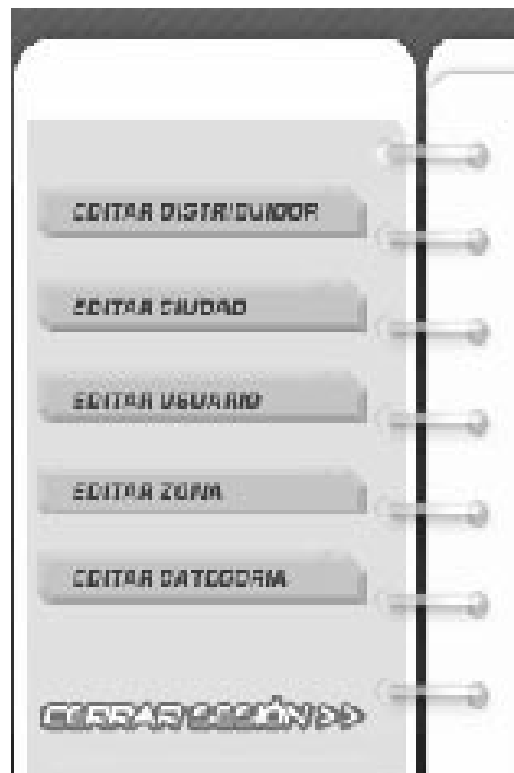 EDITAR DISTRIBUIDOR
EDITAR CIUDAD
EDITAR USUARIO
EDITAR ZONA
EDITAR CATEGORIA
CERRAR SESIÓN >>